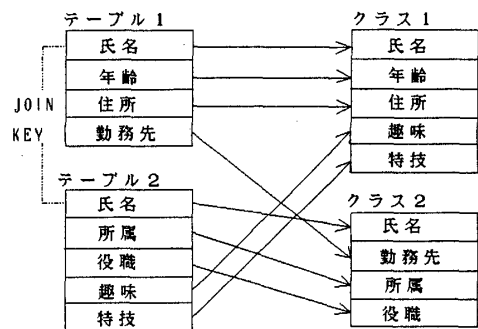 テーブル1
氏名
年齢
住所
勤務先
JOIN
KEY
テーブル2
氏名
所属
役職
趣味
特技
クラス1
氏名
年齢
住所
趣味
特技
クラス2
氏名
勤務先
所属
役職